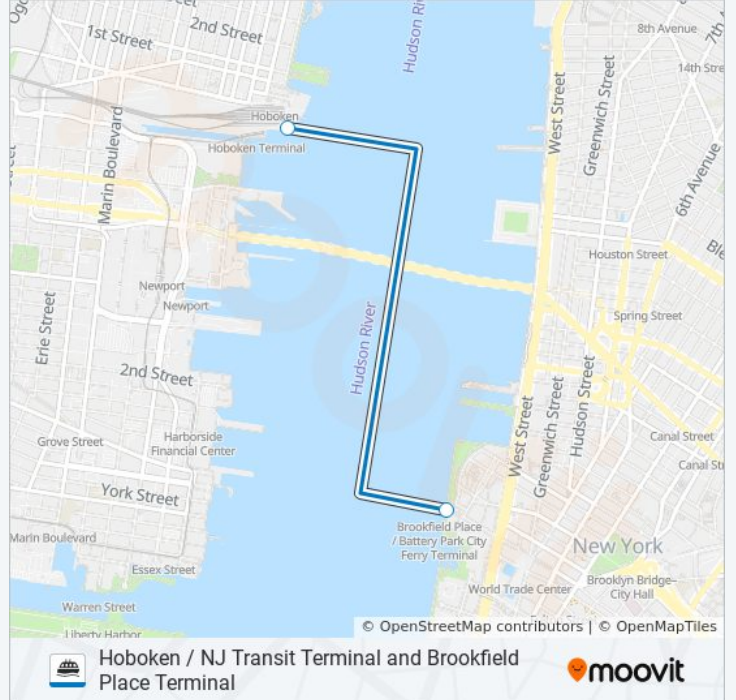 Hudson Ri
8th Avenue
7th A
2nd Street
1st Street
14th Stre
Hoboken
Hoboken Terminal
Marin Boulevard
West Street
Greenwich Street
6th Avenue
Houston Street
Newport
Newport
Spring Street
Erie Street
Hudson River
2nd Street
Hudson Street
Greenwich Street
West Street
Grove Street
Harborside
Financial Center
Canal Street
Canal St
York Street
Brookfield Place
/ Battery Park City
Ferry Terminal
Marin Boulevard
New York
Essex Street
World Trade Center
Brooklyn Bridge–
City Hall
Warren Street
Liberty Harbor
© OpenStreetMap contributors | © OpenMapTiles
Hoboken / NJ Transit Terminal and Brookfield
Place Terminal
moovit